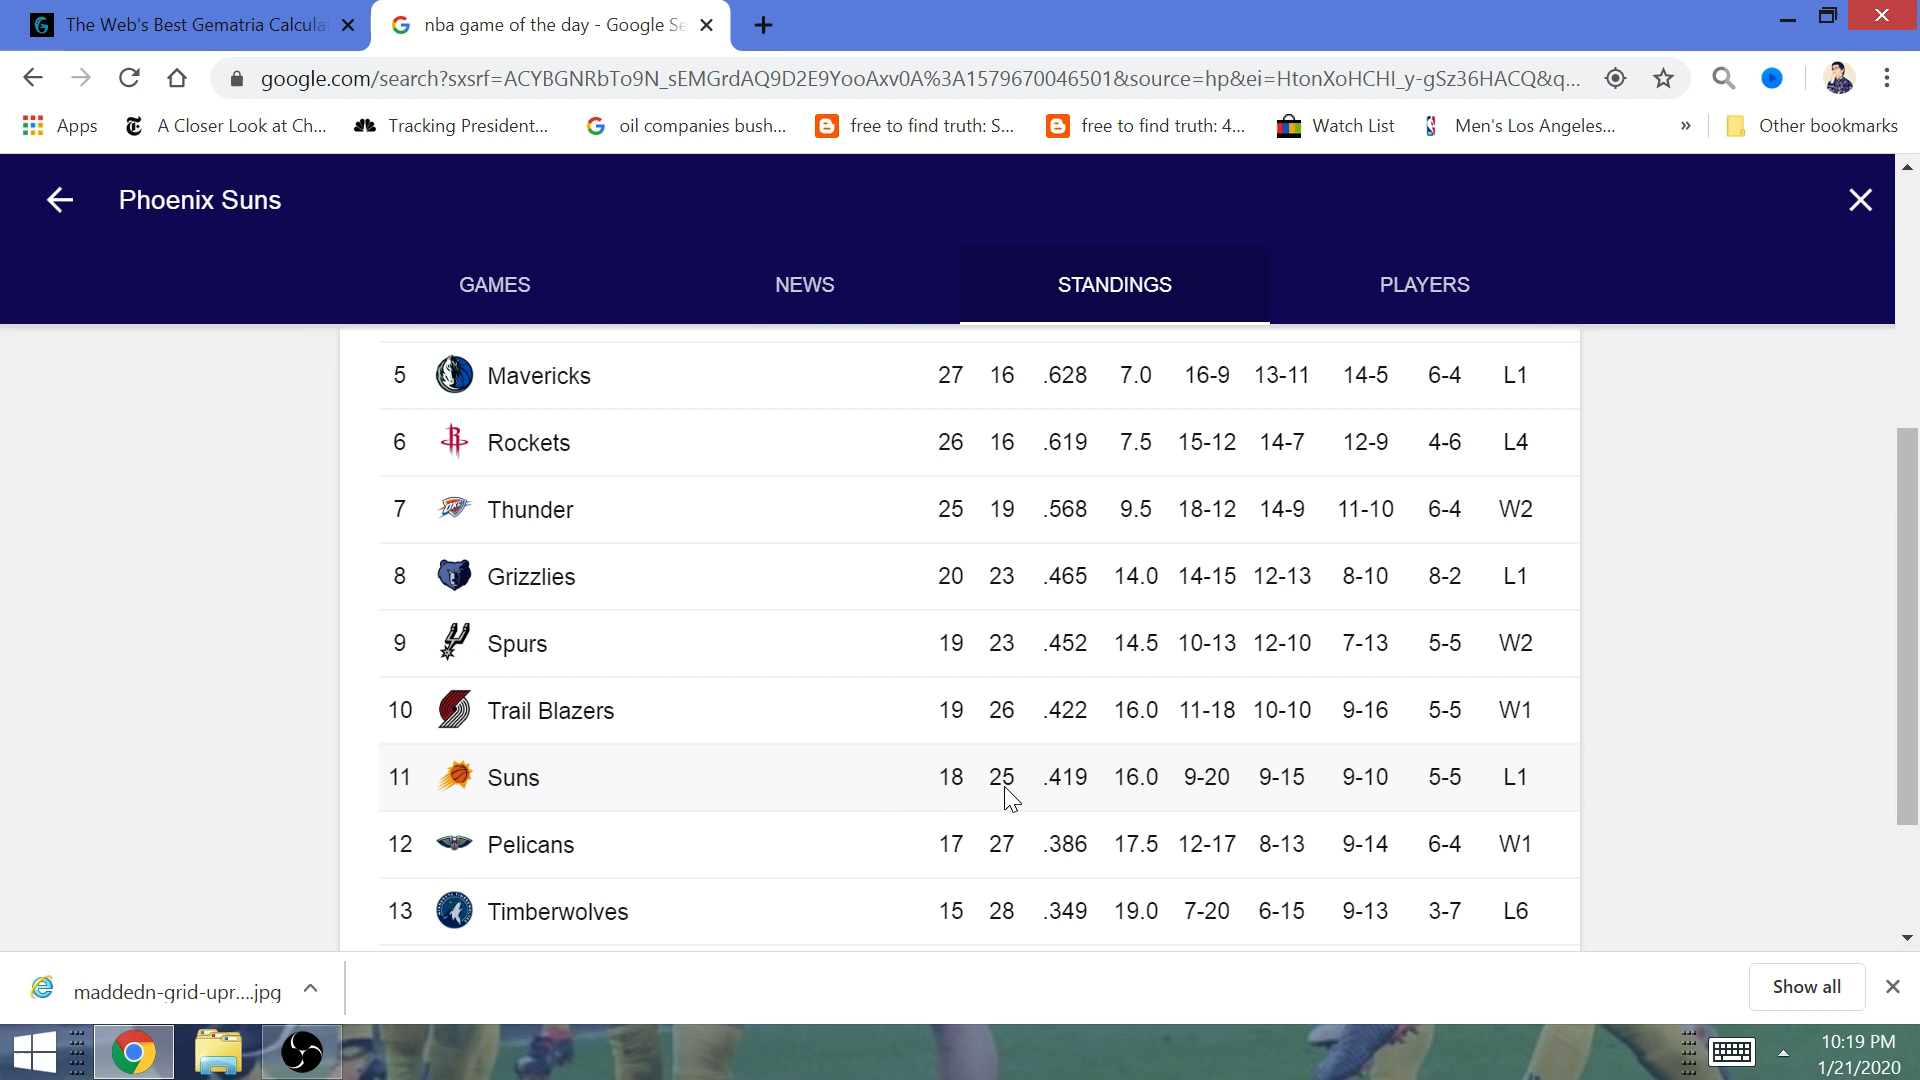 The Web's Best Gematria Calcula
nba game of the day - Google Se
google.com/search?sxsrf=ACYBGNRbTo9N_sEMGrdAQ9D2E9YooAxv0A%3A1579670046501&source=hp&ei=HtonXoHCHI_y-gSz36HACQ&q...
Apps A Closer Look at Ch... Tracking President... oil companies bush... free to find truth: S... free to find truth: 4... Watch List Men's Los Angeles... » Other bookmarks
Phoenix Suns
GAMES NEWS STANDINGS PLAYERS
5 Mavericks 27 16 .628 7.0 16-9 13-11 14-5 6-4 L1
6 Rockets 26 16 .619 7.5 15-12 14-7 12-9 4-6 L4
7 Thunder 25 19 .568 9.5 18-12 14-9 11-10 6-4 W2
8 Grizzlies 20 23 .465 14.0 14-15 12-13 8-10 8-2 L1
9 Spurs 19 23 .452 14.5 10-13 12-10 7-13 5-5 W2
10 Trail Blazers 19 26 .422 16.0 11-18 10-10 9-16 5-5 W1
11 Suns 18 25 .419 16.0 9-20 9-15 9-10 5-5 L1
12 Pelicans 17 27 .386 17.5 12-17 8-13 9-14 6-4 W1
13 Timberwolves 15 28 .349 19.0 7-20 6-15 9-13 3-7 L6
maddedn-grid-upr....jpg Show all
10:19 PM
1/21/2020